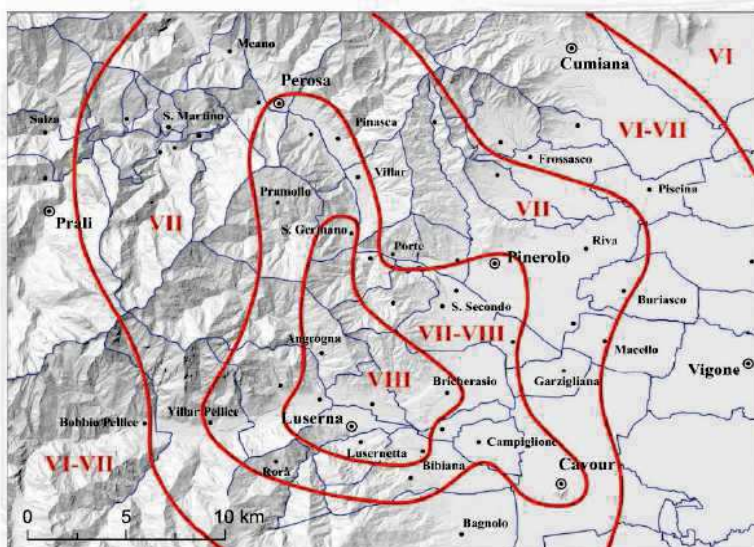 Meano
Cumiana
VI
Perosa
Salza
S. Martino
Pinasca
VI-VII
Frossasco
Villar
Piscina
Pramollo
Prali
VII
VII
S. Germano
Porte
Riva
Pinerolo
Buriasco
S. Secondo
VII-VIII
Macello
Angrogna
Vigone
VIII
Bricherasio
Garzigliana
Bobbio Pellice
Villar Pellice
Luserna
Lusernetta
Campiglione
VI-VII
Rorà
Bibiana
Cavour
0 5 10 km
Bagnolo